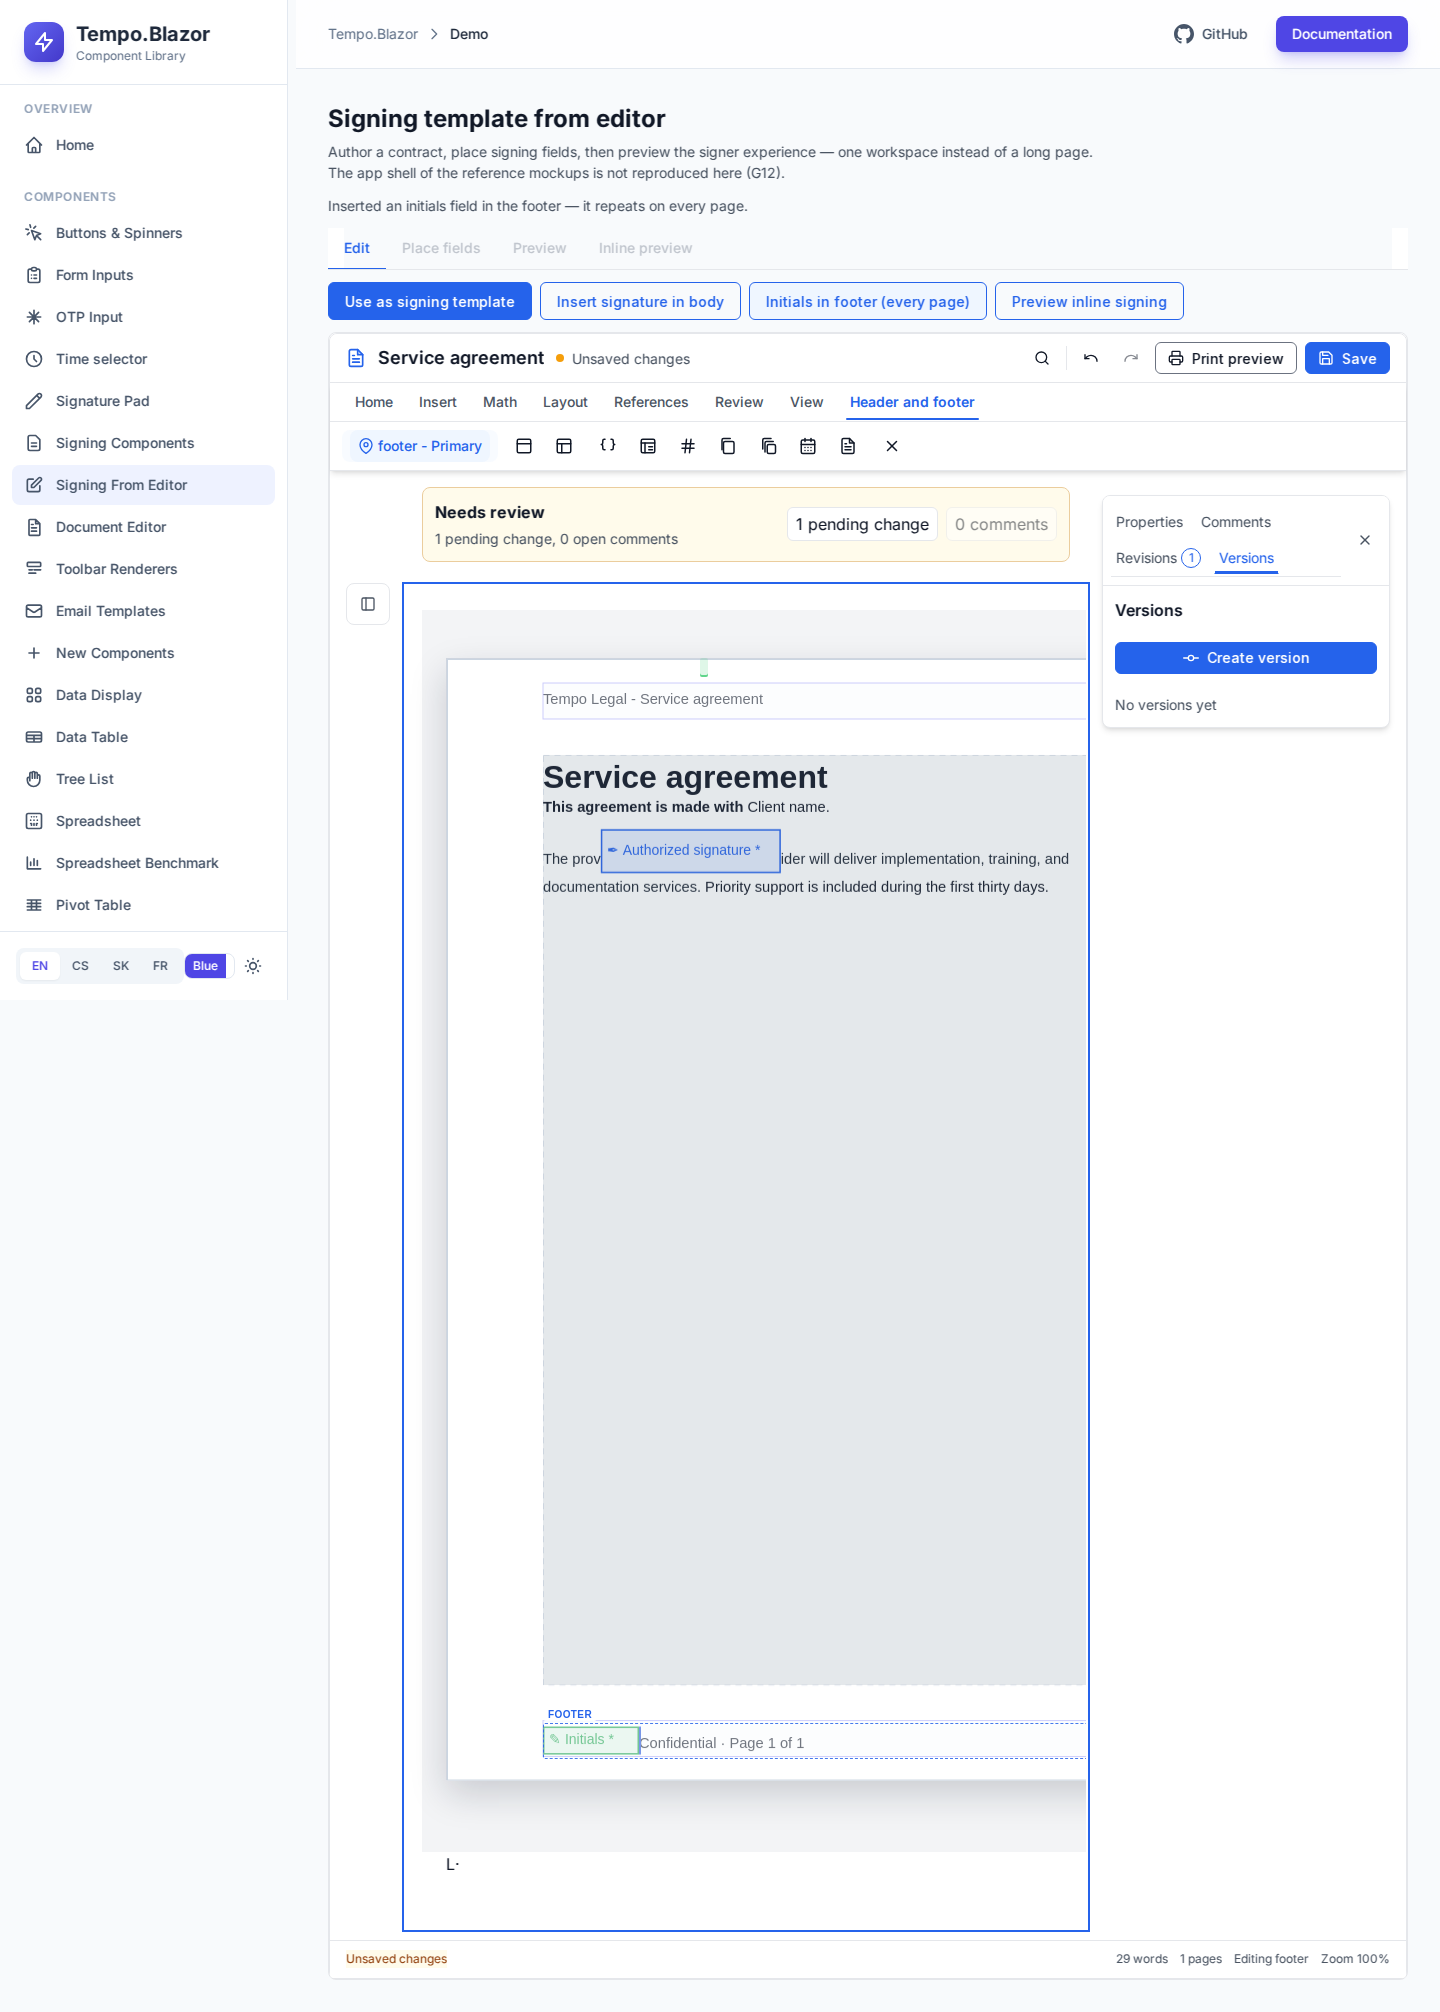 Tempo.Blazor
Component Library
OVERVIEW
Home
COMPONENTS
Buttons & Spinners
Form Inputs
OTP Input
Time selector
Signature Pad
Signing Components
Signing From Editor
Document Editor
Toolbar Renderers
Email Templates
New Components
Data Display
Data Table
Tree List
Spreadsheet
Spreadsheet Benchmark
Pivot Table
EN CS SK FR Blue
Tempo.Blazor > Demo
GitHub
Documentation
Signing template from editor
Author a contract, place signing fields, then preview the signer experience — one workspace instead of a long page.
The app shell of the reference mockups is not reproduced here (G12).
Inserted an initials field in the footer — it repeats on every page.
Edit Place fields Preview Inline preview
Use as signing template Insert signature in body Initials in footer (every page) Preview inline signing
Service agreement Unsaved changes Print preview Save
Home Insert Math Layout References Review View Header and footer
footer - Primary
Needs review
1 pending change, 0 open comments
1 pending change 0 comments
Properties Comments
Revisions 1 Versions
Versions
Create version
No versions yet
Tempo Legal - Service agreement
Service agreement
This agreement is made with Client name.
✒ Authorized signature *
The prov ider will deliver implementation, training, and
documentation services. Priority support is included during the first thirty days.
FOOTER
✎ Initials * Confidential · Page 1 of 1
L·
Unsaved changes
29 words 1 pages Editing footer Zoom 100%